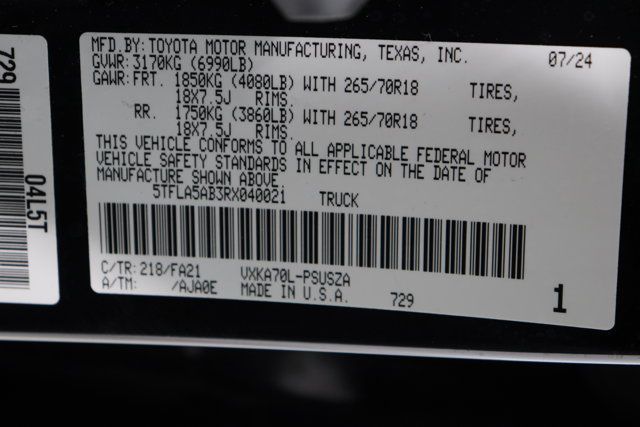 729
04L5T
MFD.BY: TOYOTA MOTOR MANUFACTURING, TEXAS, INC. 07/24
GVWR: 3170KG (6990LB)
GAWR: FRT. 1850KG (4080LB) WITH 265/70R18 TIRES,
18X7.5J RIMS.
RR. 1750KG (3860LB) WITH 265/70R18 TIRES,
18X7.5J RIMS.
THIS VEHICLE CONFORMS TO ALL APPLICABLE FEDERAL MOTOR
VEHICLE SAFETY STANDARDS IN EFFECT ON THE DATE OF
MANUFACTURE SHOWN ABOVE.
5TFLA5AB3RX040021 TRUCK
C/TR: 218/FA21 VXKA70L-PSUSZA
A/TM: /AJA0E MADE IN U.S.A. 729 1